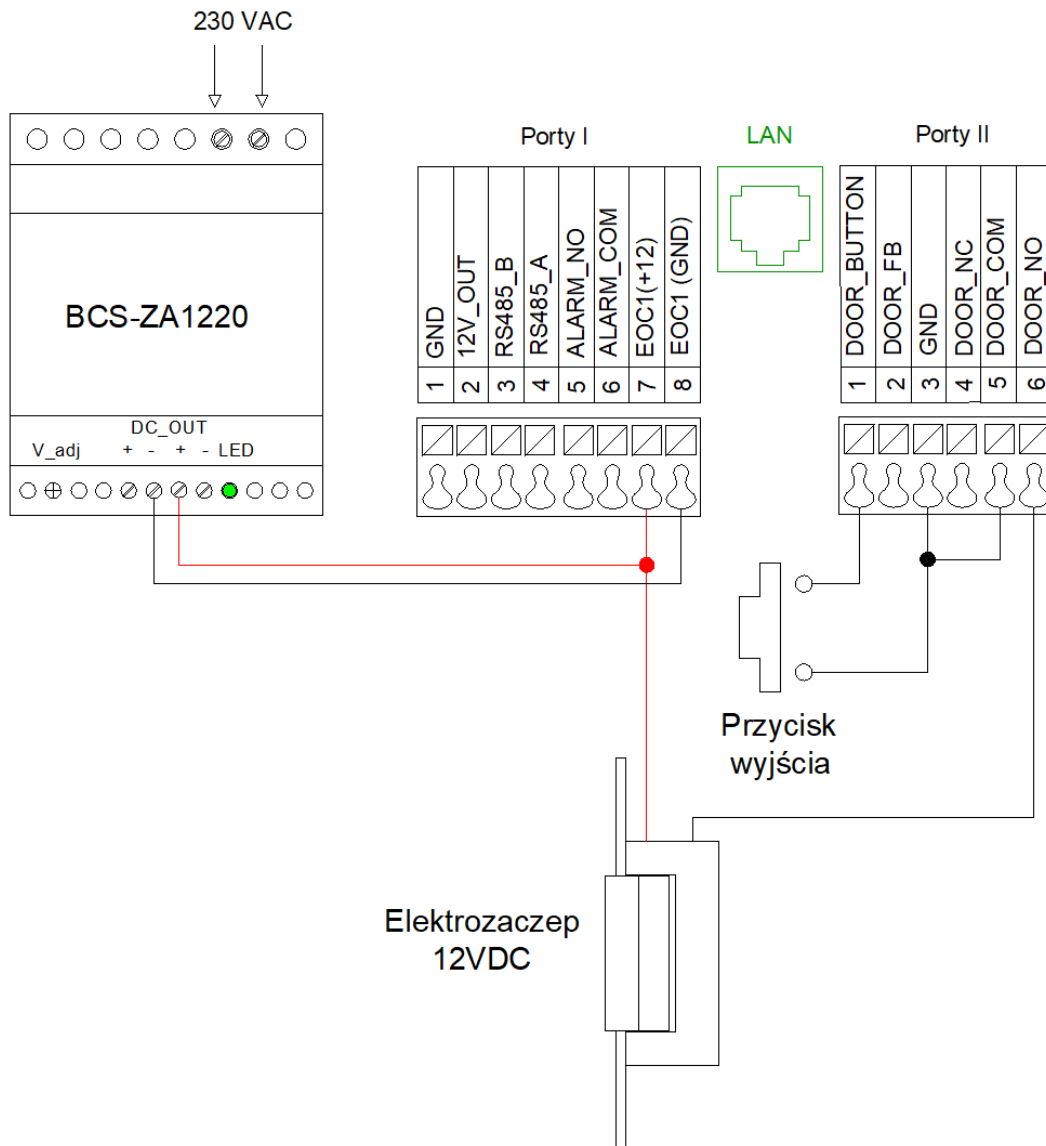 230 VAC
BCS-ZA1220
DC_OUT
V_adj + - + - LED
Porty I
GND
12V_OUT
RS485_B
RS485_A
ALARM_NO
ALARM_COM
EOC1(+12)
EOC1 (GND)
1 2 3 4 5 6 7 8
LAN
Porty II
DOOR_BUTTON
DOOR_FB
GND
DOOR_NC
DOOR_COM
DOOR_NO
1 2 3 4 5 6
Przycisk
wyjścia
Elektrozaczep
12VDC